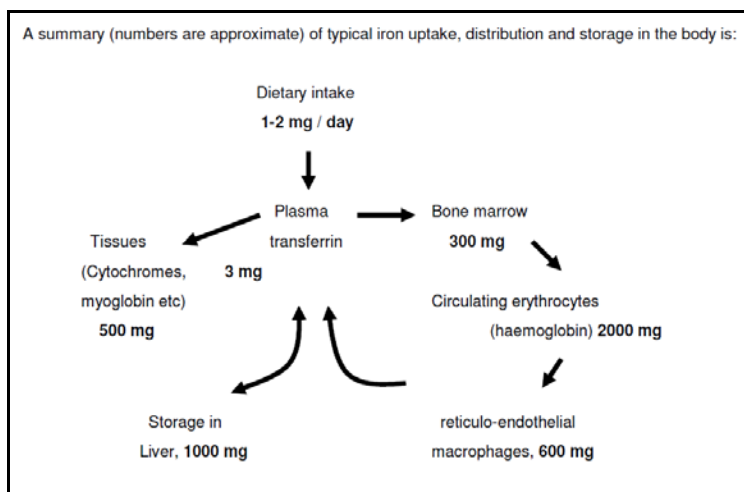 A summary (numbers are approximate) of typical iron uptake, distribution and storage in the body is:
Dietary intake
1-2 mg / day
Plasma
transferrin
3 mg
Bone marrow
300 mg
Tissues
(Cytochromes,
myoglobin etc)
500 mg
Circulating erythrocytes
(haemoglobin) 2000 mg
Storage in
Liver, 1000 mg
reticulo-endothelial
macrophages, 600 mg